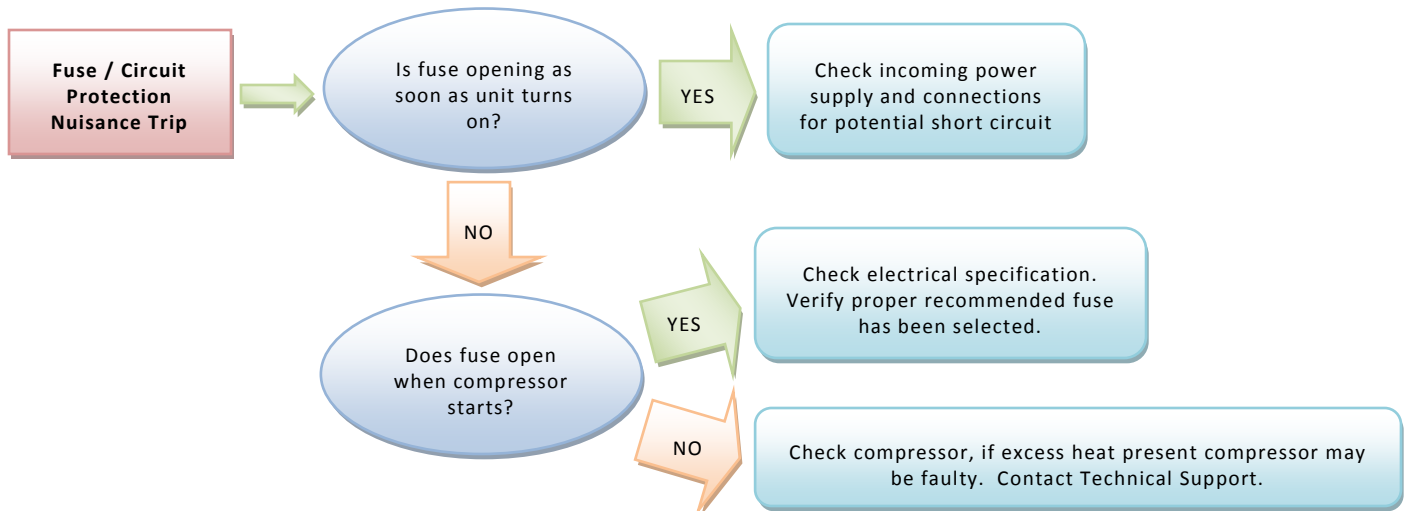 Fuse / Circuit
Protection
Nuisance Trip
Is fuse opening as
soon as unit turns
on?
YES
Check incoming power
supply and connections
for potential short circuit
NO
Does fuse open
when compressor
starts?
YES
Check electrical specification.
Verify proper recommended fuse
has been selected.
NO
Check compressor, if excess heat present compressor may
be faulty.  Contact Technical Support.